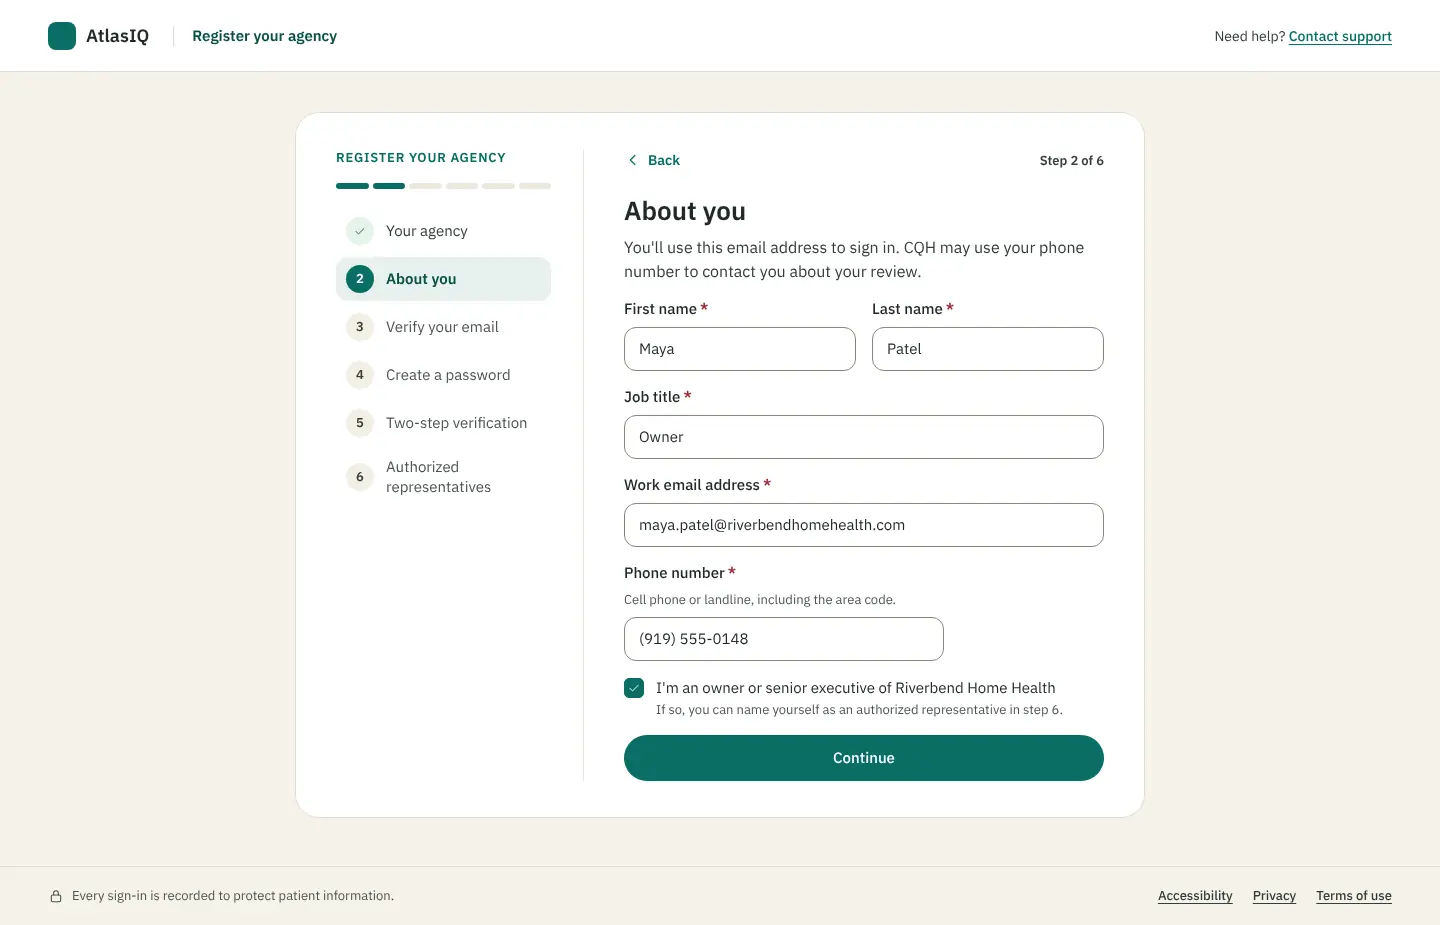 AtlasIQ
Register your agency
Need help? Contact support
REGISTER YOUR AGENCY
Your agency
2 About you
3 Verify your email
4 Create a password
5 Two-step verification
6 Authorized
representatives
Back
Step 2 of 6
About you
You'll use this email address to sign in. CQH may use your phone
number to contact you about your review.
First name *
Maya
Last name *
Patel
Job title *
Owner
Work email address *
maya.patel@riverbendhomehealth.com
Phone number *
Cell phone or landline, including the area code.
(919) 555-0148
I'm an owner or senior executive of Riverbend Home Health
If so, you can name yourself as an authorized representative in step 6.
Continue
Every sign-in is recorded to protect patient information.
Accessibility
Privacy
Terms of use